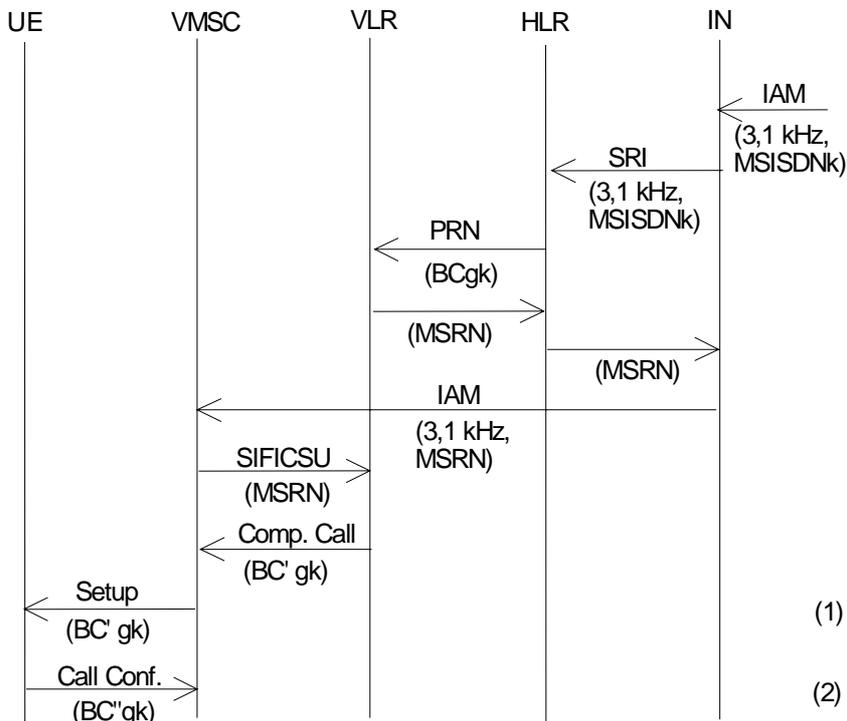 UE VMSC VLR HLR IN
IAM
(3,1 kHz,
MSISDNk)
SRI
(3,1 kHz,
MSISDNk)
PRN
(BCgk)
(MSRN)
(MSRN)
IAM
(3,1 kHz,
MSRN)
SIFICSU
(MSRN)
Comp. Call
(BC' gk)
Setup
(BC' gk)
(1)
Call Conf.
(BC"gk)
(2)